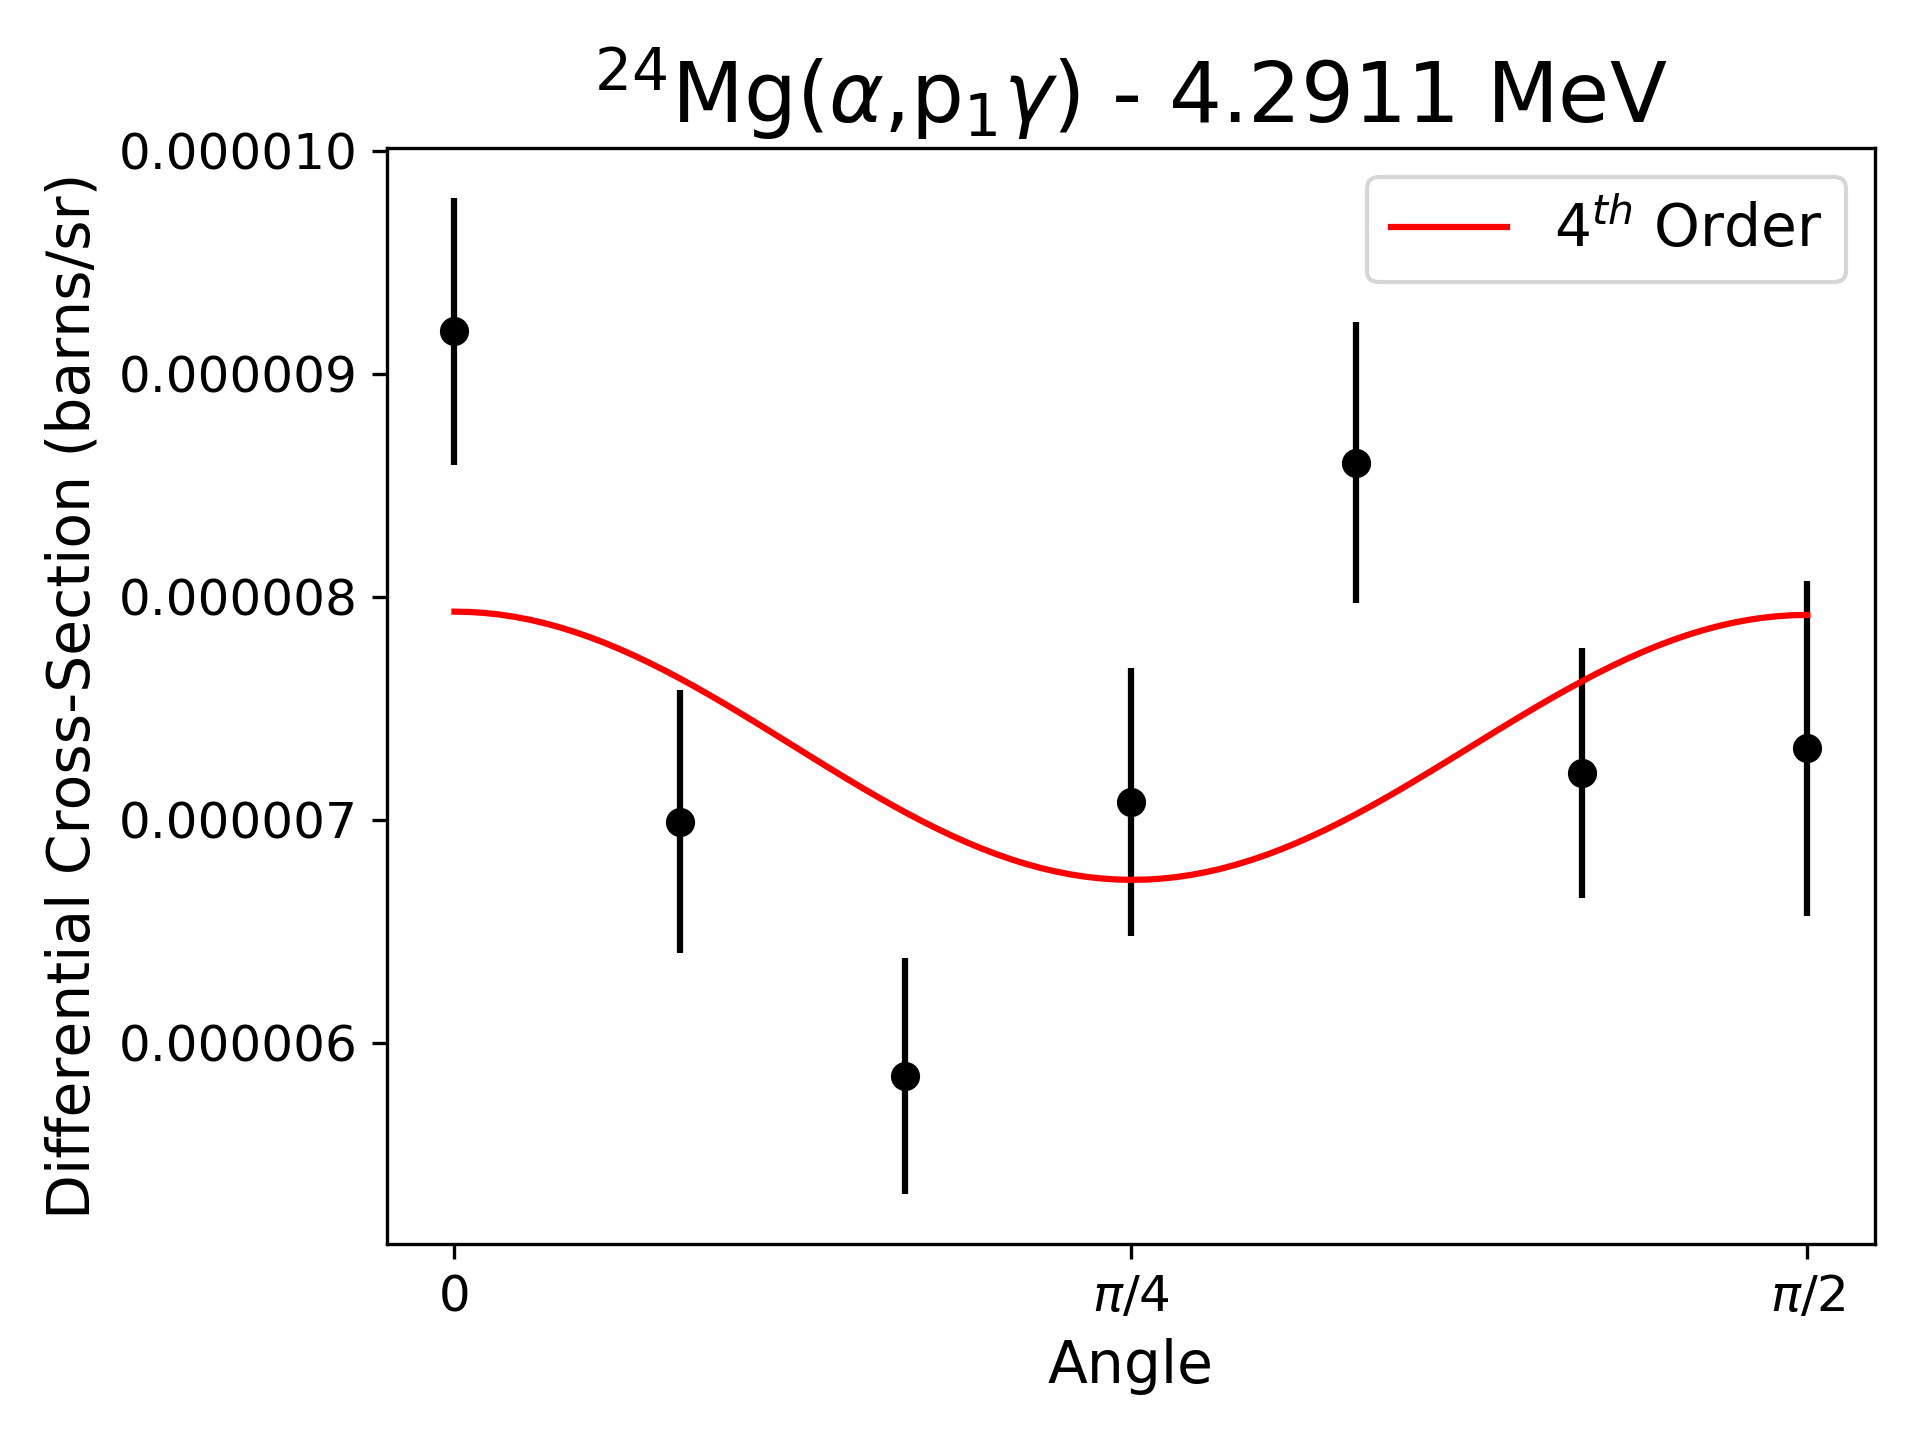 ²⁴Mg(α,p₁γ) - 4.2911 MeV
4ᵗʰ Order
Differential Cross-Section (barns/sr)
0.000010
0.000009
0.000008
0.000007
0.000006
0
π/4
π/2
Angle